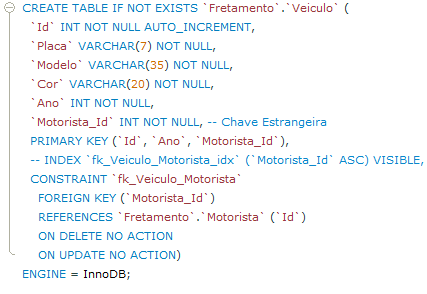 CREATE TABLE IF NOT EXISTS `Fretamento`.`Veiculo` (
`Id` INT NOT NULL AUTO_INCREMENT,
`Placa` VARCHAR(7) NOT NULL,
`Modelo` VARCHAR(35) NOT NULL,
`Cor` VARCHAR(20) NOT NULL,
`Ano` INT NOT NULL,
`Motorista_Id` INT NOT NULL, -- Chave Estrangeira
PRIMARY KEY (`Id`, `Ano`, `Motorista_Id`),
-- INDEX `fk_Veiculo_Motorista_idx` (`Motorista_Id` ASC) VISIBLE,
CONSTRAINT `fk_Veiculo_Motorista`
FOREIGN KEY (`Motorista_Id`)
REFERENCES `Fretamento`.`Motorista` (`Id`)
ON DELETE NO ACTION
ON UPDATE NO ACTION)
ENGINE = InnoDB;